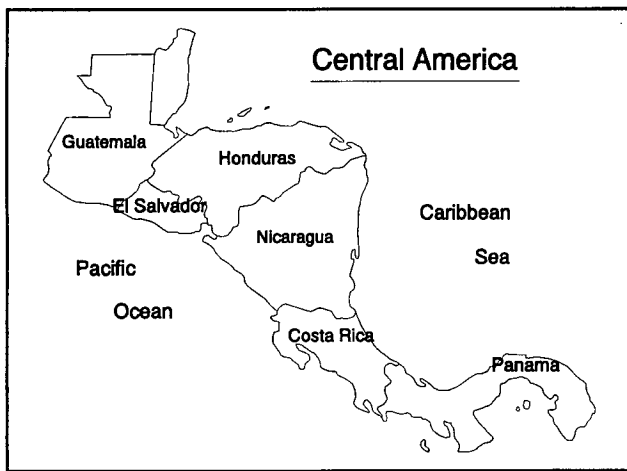 Central America
Guatemala
Honduras
El Salvador
Caribbean
Nicaragua
Sea
Pacific
Ocean
Costa Rica
Panama